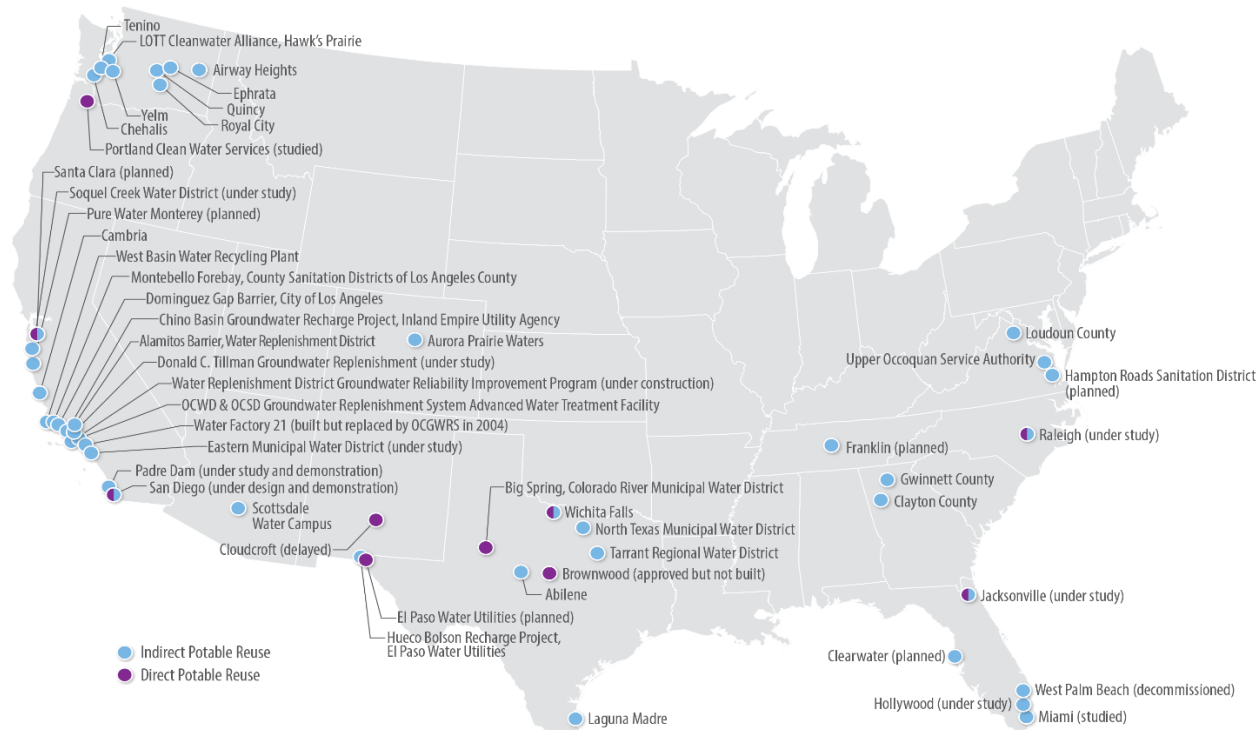 Tenino
LOTT Cleanwater Alliance, Hawk's Prairie
Airway Heights
Ephrata
Quincy
Royal City
Yelm
Chehalis
Portland Clean Water Services (studied)
Santa Clara (planned)
Soquel Creek Water District (under study)
Pure Water Monterey (planned)
Cambria
West Basin Water Recycling Plant
Montebello Forebay, County Sanitation Districts of Los Angeles County
Dominguez Gap Barrier, City of Los Angeles
Chino Basin Groundwater Recharge Project, Inland Empire Utility Agency
Alamitos Barrier, Water Replenishment District
Aurora Prairie Waters
Donald C. Tillman Groundwater Replenishment (under study)
Water Replenishment District Groundwater Reliability Improvement Program (under construction)
OCWD & OCSD Groundwater Replenishment System Advanced Water Treatment Facility
Water Factory 21 (built but replaced by OCGWRS in 2004)
Eastern Municipal Water District (under study)
Padre Dam (under study and demonstration)
San Diego (under design and demonstration)
Scottsdale
Water Campus
Cloudcroft (delayed)
Big Spring, Colorado River Municipal Water District
Wichita Falls
North Texas Municipal Water District
Tarrant Regional Water District
Brownwood (approved but not built)
Abilene
El Paso Water Utilities (planned)
Hueco Bolson Recharge Project,
El Paso Water Utilities
Laguna Madre
Loudoun County
Upper Occoquan Service Authority
Hampton Roads Sanitation District
(planned)
Raleigh (under study)
Franklin (planned)
Gwinnett County
Clayton County
Jacksonville (under study)
Clearwater (planned)
West Palm Beach (decommissioned)
Hollywood (under study)
Miami (studied)
Indirect Potable Reuse
Direct Potable Reuse